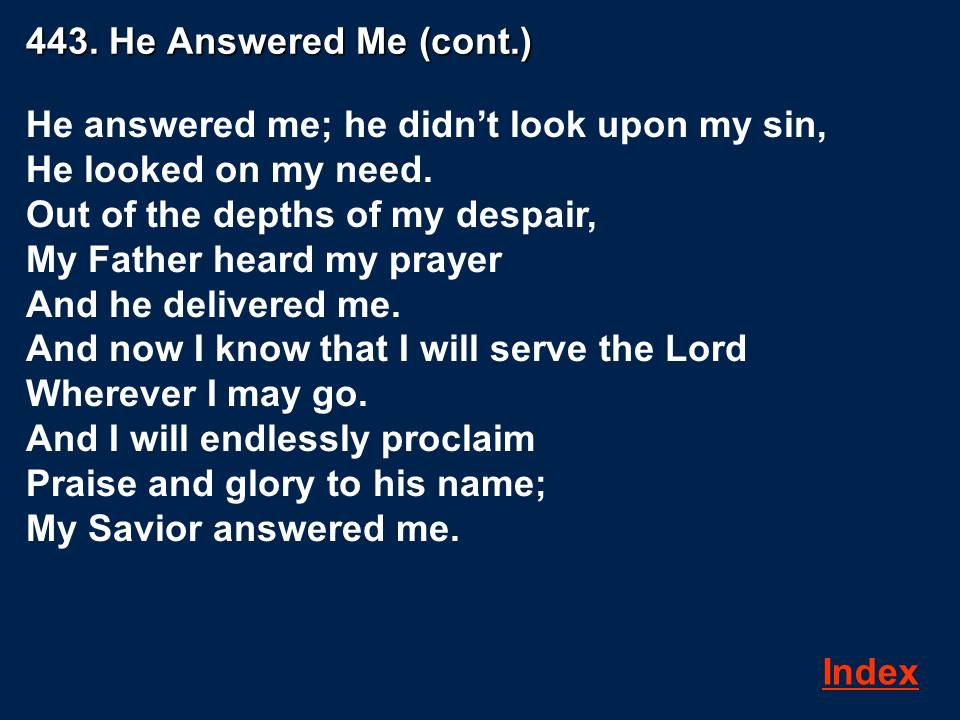 443. He Answered Me (cont.)
He answered me; he didn’t look upon my sin,
He looked on my need.
Out of the depths of my despair,
My Father heard my prayer
And he delivered me.
And now I know that I will serve the Lord
Wherever I may go.
And I will endlessly proclaim
Praise and glory to his name;
My Savior answered me.
Index